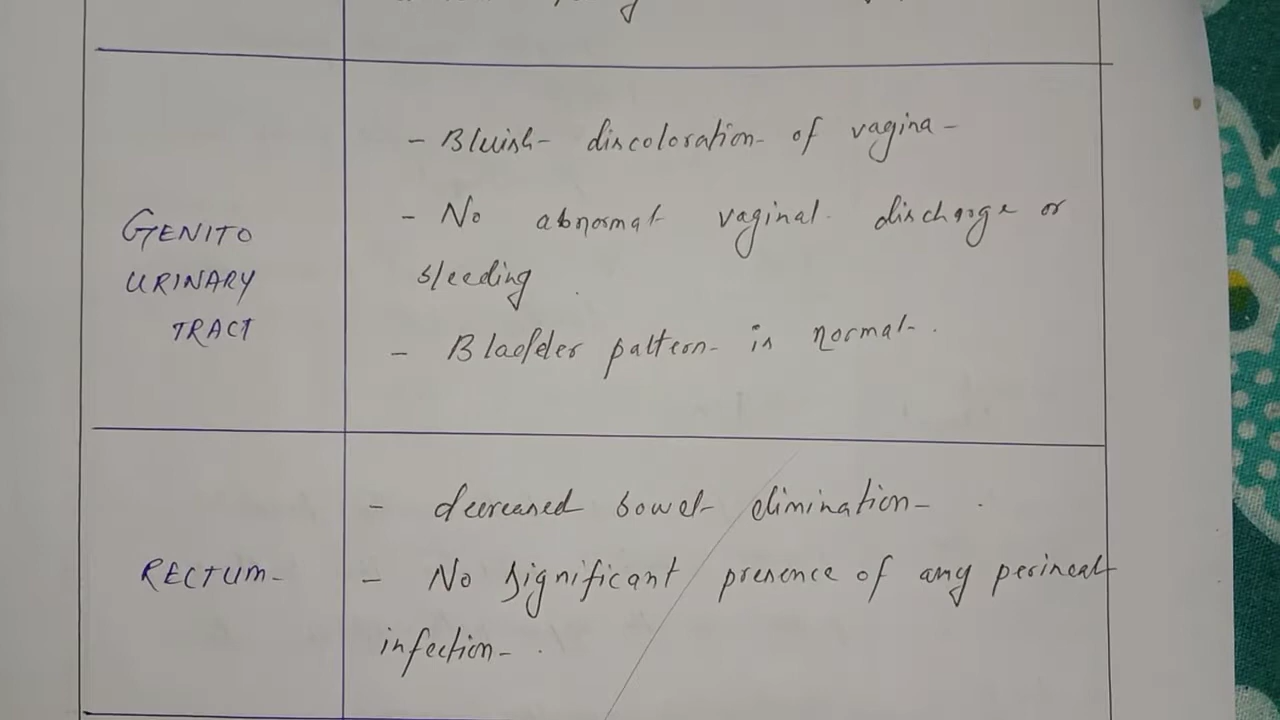 - Bluish discoloration of vagina -
GENITO
URINARY
TRACT
- No abnormal vaginal discharge or
bleeding.
- Bladder pattern is normal.
RECTUM
- decreased bowel elimination.
- No significant presence of any perineal
infection.